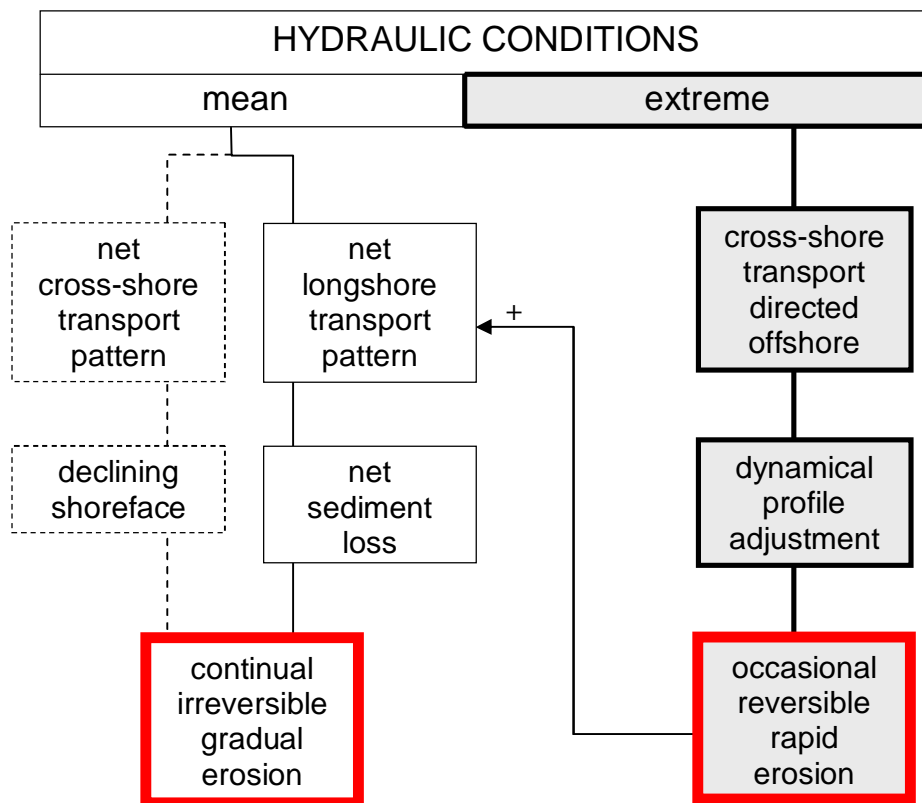 HYDRAULIC CONDITIONS
mean
extreme
net
cross-shore
transport
pattern
net
longshore
transport
pattern
+
cross-shore
transport
directed
offshore
declining
shoreface
net
sediment
loss
dynamical
profile
adjustment
continual
irreversible
gradual
erosion
occasional
reversible
rapid
erosion